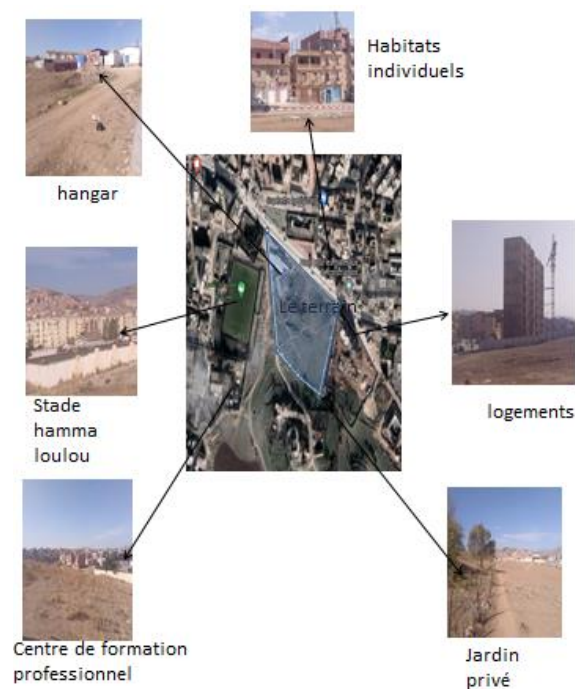 Habitats
individuels
hangar
Le terrain
Stade
hamma
loulou
logements
Centre de formation
professionnel
Jardin
privé